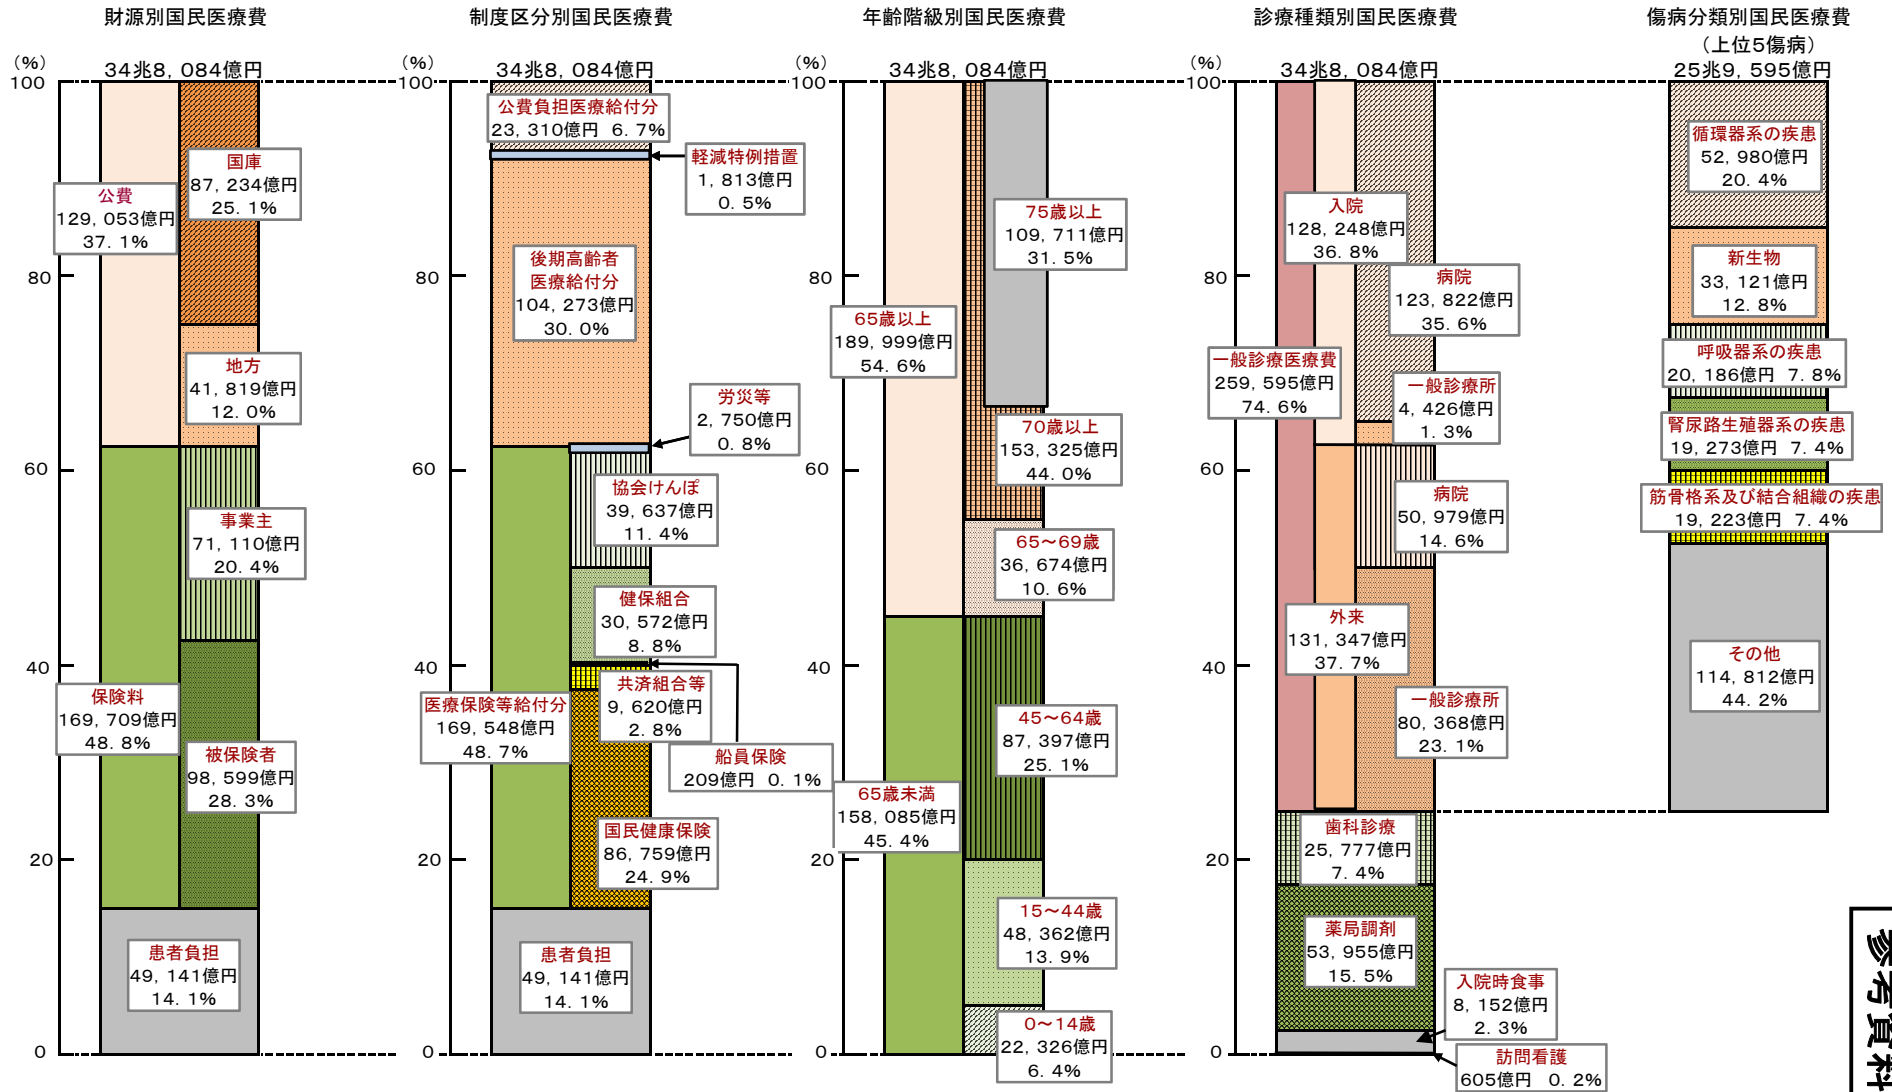 財源別国民医療費
(%)
34兆8,084億円
100
80
60
40
20
0
公費
129,053億円
37.1%
国庫
87,234億円
25.1%
地方
41,819億円
12.0%
事業主
71,110億円
20.4%
保険料
169,709億円
48.8%
被保険者
98,599億円
28.3%
患者負担
49,141億円
14.1%
制度区分別国民医療費
(%)
34兆8,084億円
100
80
60
40
20
0
公費負担医療給付分
23,310億円 6.7%
軽減特例措置
1,813億円
0.5%
後期高齢者
医療給付分
104,273億円
30.0%
労災等
2,750億円
0.8%
協会けんぽ
39,637億円
11.4%
健保組合
30,572億円
8.8%
共済組合等
9,620億円
2.8%
医療保険等給付分
169,548億円
48.7%
船員保険
209億円 0.1%
国民健康保険
86,759億円
24.9%
患者負担
49,141億円
14.1%
年齢階級別国民医療費
(%)
34兆8,084億円
100
80
60
40
20
0
75歳以上
109,711億円
31.5%
65歳以上
189,999億円
54.6%
70歳以上
153,325億円
44.0%
65~69歳
36,674億円
10.6%
45~64歳
87,397億円
25.1%
65歳未満
158,085億円
45.4%
15~44歳
48,362億円
13.9%
0~14歳
22,326億円
6.4%
診療種類別国民医療費
(%)
34兆8,084億円
100
80
60
40
20
0
入院
128,248億円
36.8%
病院
123,822億円
35.6%
一般診療医療費
259,595億円
74.6%
一般診療所
4,426億円
1.3%
病院
50,979億円
14.6%
外来
131,347億円
37.7%
一般診療所
80,368億円
23.1%
歯科診療
25,777億円
7.4%
薬局調剤
53,955億円
15.5%
入院時食事
8,152億円
2.3%
訪問看護
605億円 0.2%
傷病分類別国民医療費
(上位5傷病)
25兆9,595億円
循環器系の疾患
52,980億円
20.4%
新生物
33,121億円
12.8%
呼吸器系の疾患
20,186億円 7.8%
腎尿路生殖器系の疾患
19,273億円 7.4%
筋骨格系及び結合組織の疾患
19,223億円 7.4%
その他
114,812億円
44.2%
参考資料